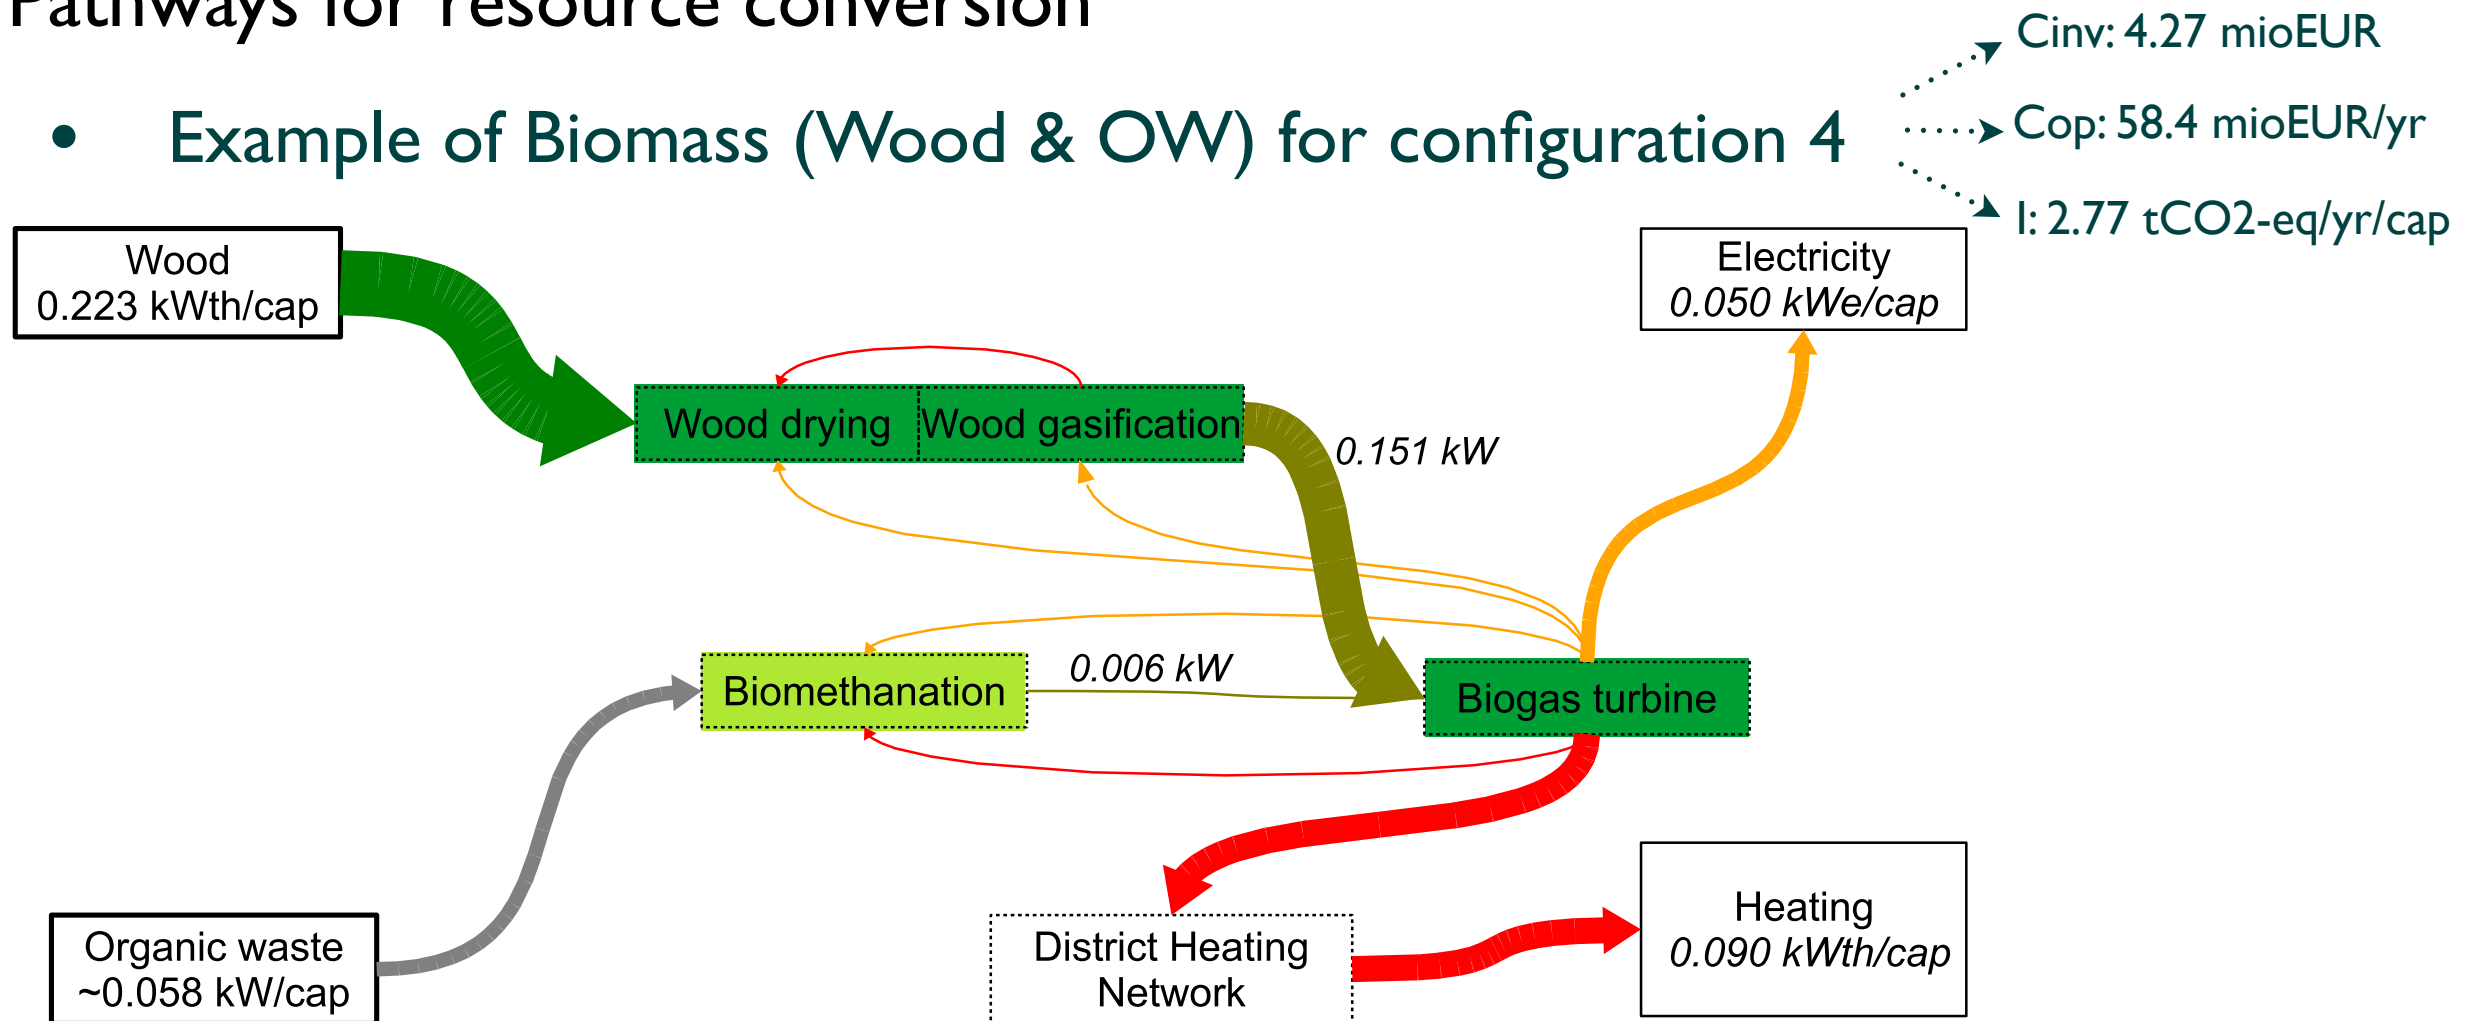 Pathways for resource conversion
Cinv: 4.27 mioEUR
• Example of Biomass (Wood & OW) for configuration 4
Cop: 58.4 mioEUR/yr
I: 2.77 tCO2-eq/yr/cap
Wood
0.223 kWth/cap
Electricity
0.050 kWe/cap
Wood drying
Wood gasification
0.151 kW
0.006 kW
Biomethanation
Biogas turbine
Organic waste
~0.058 kW/cap
District Heating
Network
Heating
0.090 kWth/cap